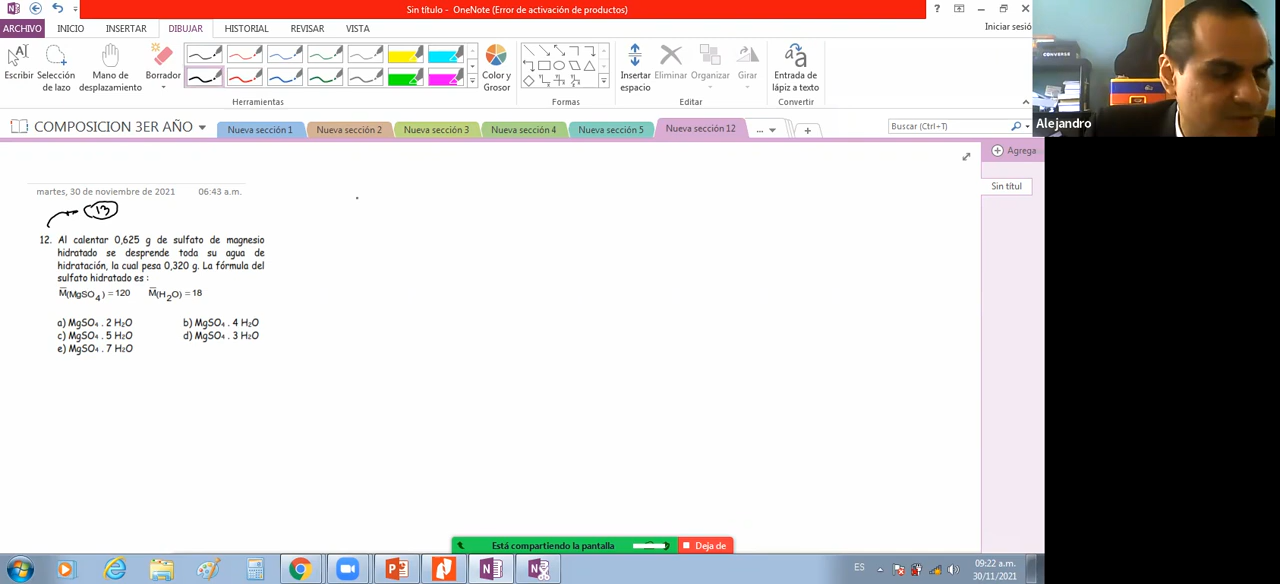 Sin título - OneNote (Error de activación de productos)
ARCHIVO INICIO INSERTAR DIBUJAR HISTORIAL REVISAR VISTA
Iniciar sesió
CONVERSE
Escribir
Selección de lazo
Mano de desplazamiento
Borrador
Color y Grosor
Insertar espacio
Eliminar
Organizar
Girar
Entrada de lápiz a texto
Herramientas
Formas
Editar
Convertir
Alejandro
COMPOSICION 3ER AÑO
Nueva sección 1
Nueva sección 2
Nueva sección 3
Nueva sección 4
Nueva sección 5
Nueva sección 12
...
Buscar (Ctrl+T)
Agrega
Sin títul
martes, 30 de noviembre de 2021 06:43 a.m.
13
12. Al calentar 0,625 g de sulfato de magnesio
hidratado se desprende toda su agua de
hidratación, la cual pesa 0,320 g. La fórmula del
sulfato hidratado es :
M̅(MgSO₄) = 120 M̅(H₂O) = 18
a) MgSO₄ . 2 H₂O b) MgSO₄ . 4 H₂O
c) MgSO₄ . 5 H₂O d) MgSO₄ . 3 H₂O
e) MgSO₄ . 7 H₂O
Está compartiendo la pantalla
Deja de
ES
09:22 a.m.
30/11/2021